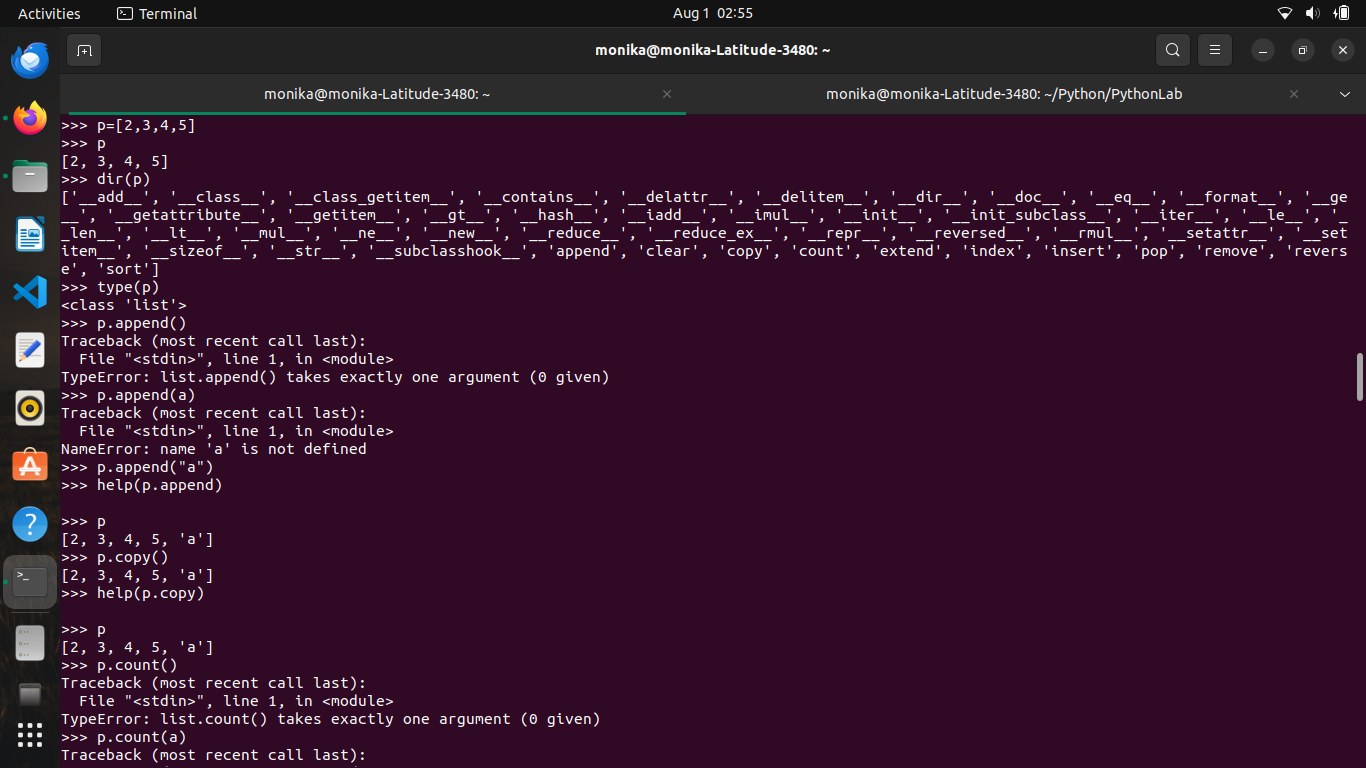 Activities Terminal Aug 1 02:55
monika@monika-Latitude-3480: ~
monika@monika-Latitude-3480: ~ monika@monika-Latitude-3480: ~/Python/PythonLab
>>> p=[2,3,4,5]
>>> p
[2, 3, 4, 5]
>>> dir(p)
['__add__', '__class__', '__class_getitem__', '__contains__', '__delattr__', '__delitem__', '__dir__', '__doc__', '__eq__', '__format__', '__ge
__', '__getattribute__', '__getitem__', '__gt__', '__hash__', '__iadd__', '__imul__', '__init__', '__init_subclass__', '__iter__', '__le__', '_
_len__', '__lt__', '__mul__', '__ne__', '__new__', '__reduce__', '__reduce_ex__', '__repr__', '__reversed__', '__rmul__', '__setattr__', '__set
item__', '__sizeof__', '__str__', '__subclasshook__', 'append', 'clear', 'copy', 'count', 'extend', 'index', 'insert', 'pop', 'remove', 'revers
e', 'sort']
>>> type(p)
<class 'list'>
>>> p.append()
Traceback (most recent call last):
  File "<stdin>", line 1, in <module>
TypeError: list.append() takes exactly one argument (0 given)
>>> p.append(a)
Traceback (most recent call last):
  File "<stdin>", line 1, in <module>
NameError: name 'a' is not defined
>>> p.append("a")
>>> help(p.append)
>>> p
[2, 3, 4, 5, 'a']
>>> p.copy()
[2, 3, 4, 5, 'a']
>>> help(p.copy)
>>> p
[2, 3, 4, 5, 'a']
>>> p.count()
Traceback (most recent call last):
  File "<stdin>", line 1, in <module>
TypeError: list.count() takes exactly one argument (0 given)
>>> p.count(a)
Traceback (most recent call last):